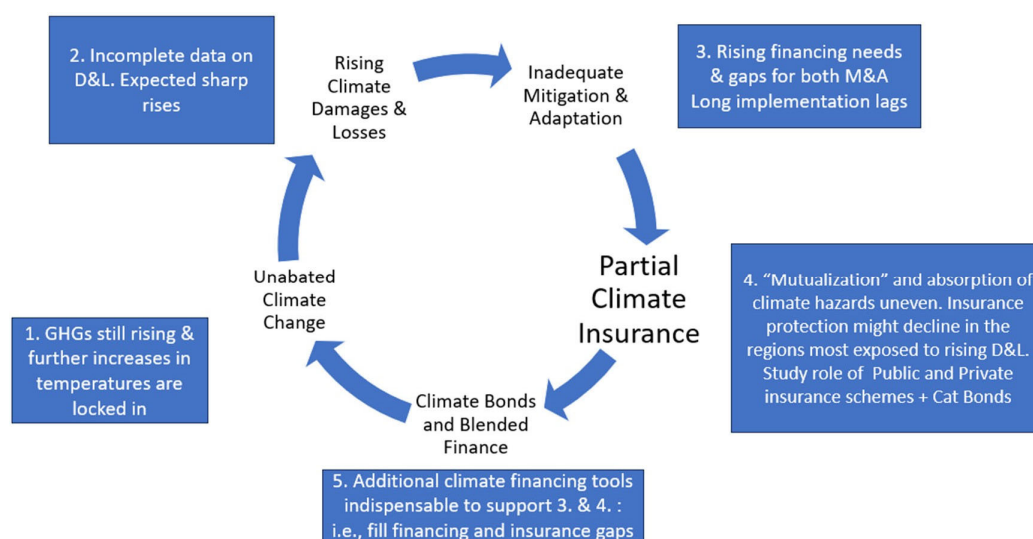 2. Incomplete data on
D&L. Expected sharp
rises
Rising
Climate
Damages &
Losses
Inadequate
Mitigation &
Adaptation
3. Rising financing needs
& gaps for both M&A
Long implementation lags
Unabated
Climate
Change
Partial
Climate
Insurance
1. GHGs still rising &
further increases in
temperatures are
locked in
4. “Mutualization” and absorption of
climate hazards uneven. Insurance
protection might decline in the
regions most exposed to rising D&L.
Study role of Public and Private
insurance schemes + Cat Bonds
Climate Bonds
and Blended
Finance
5. Additional climate financing tools
indispensable to support 3. & 4. :
i.e., fill financing and insurance gaps